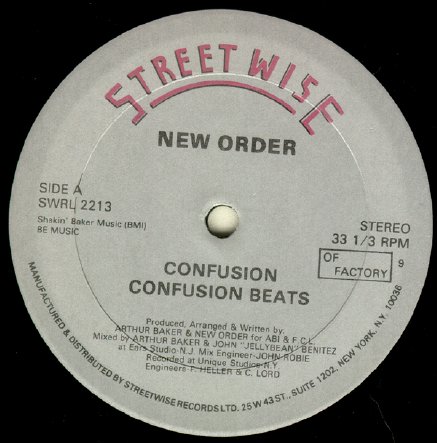 STREET WISE
NEW ORDER
SIDE A
SWRL 2213
Shakin' Baker Music (BMI)
BE MUSIC
STEREO
33 1/3 RPM
OF
FACTORY 9
CONFUSION
CONFUSION BEATS
Produced, Arranged & Written by:
ARTHUR BAKER & NEW ORDER for ABI & F.C.L.
Mixed by ARTHUR BAKER & JOHN "JELLYBEAN" BENITEZ
at Ears Studio-N.J. Mix Engineer-JOHN ROBIE
Recorded at Unique Studios-N.Y.
Engineers-F. HELLER & C. LORD
MANUFACTURED & DISTRIBUTED BY STREETWISE RECORDS LTD. 25 W 43 ST., SUITE 1202, NEW YORK, N.Y. 10036